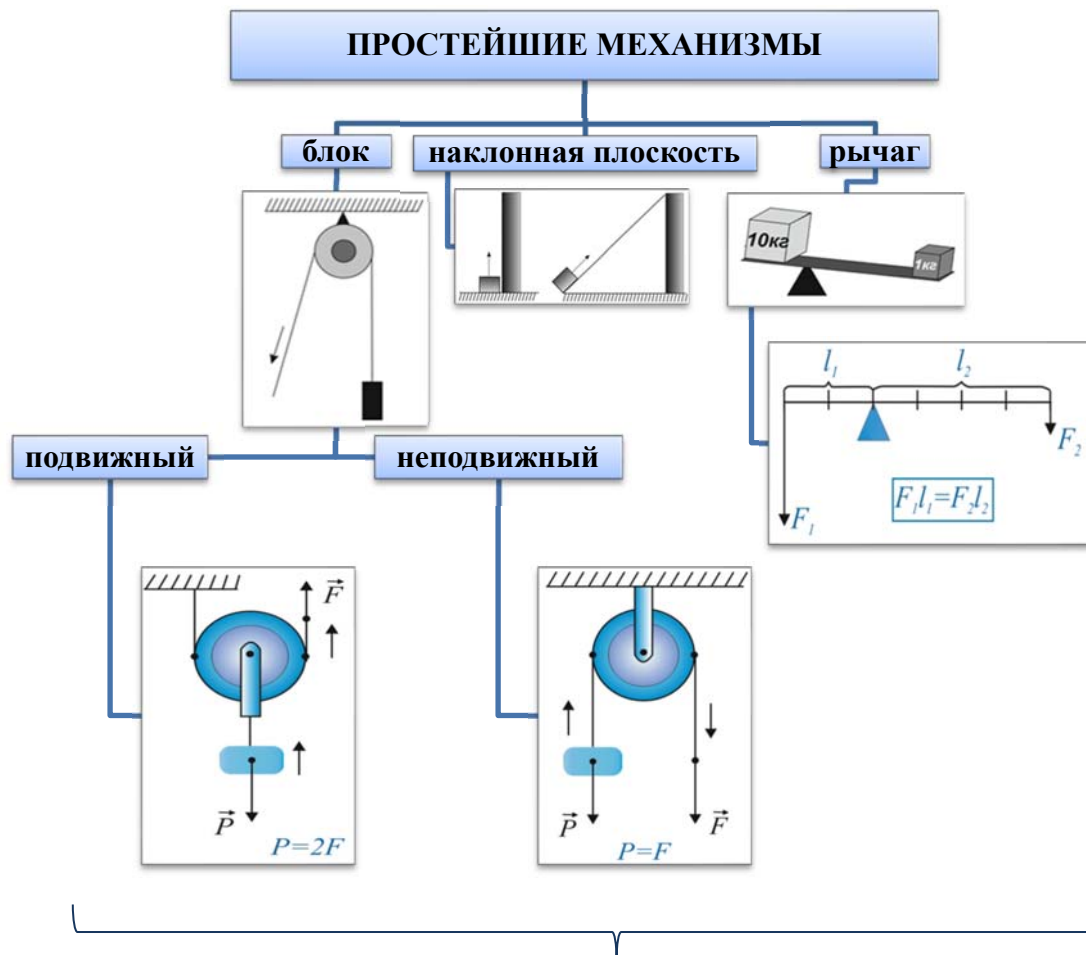 ПРОСТЕЙШИЕ МЕХАНИЗМЫ
блок
наклонная плоскость
рычаг
10кг
1кг
l₁
l₂
F₁
F₂
F₁l₁=F₂l₂
подвижный
неподвижный
F⃗
P⃗
P=2F
P⃗
F⃗
P=F